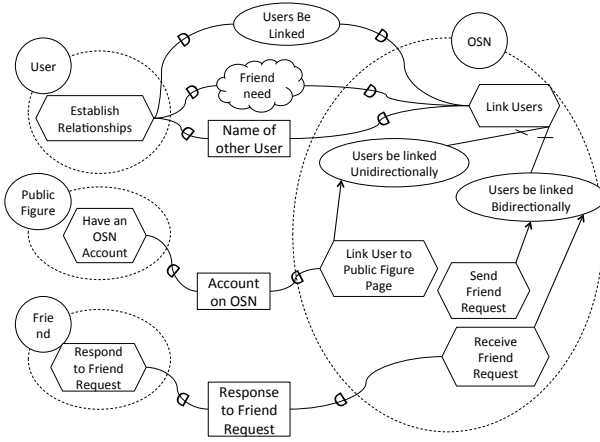 Users Be
Linked
OSN
User
Friend
need
Establish
Relationships
Link Users
Name of
other User
Users be linked
Unidirectionally
Public
Figure
Users be linked
Bidirectionally
Have an
OSN
Account
Link User to
Public Figure
Page
Account
on OSN
Send
Friend
Request
Frie
nd
Respond
to Friend
Request
Receive
Friend
Request
Response
to Friend
Request